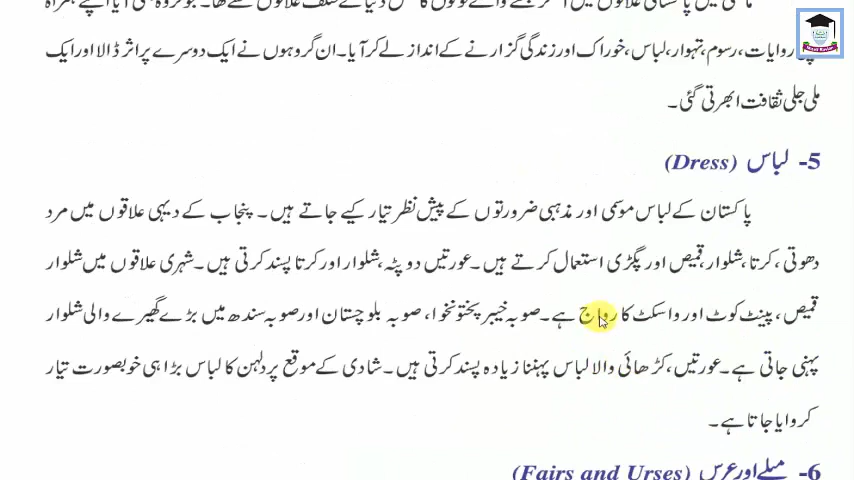 روایات، رسوم، تہوار، لباس، خوراک اور زندگی گزارنے کے انداز لے کر آیا۔ ان گروہوں نے ایک دوسرے پر اثر ڈالا اور ایک
ملی جلی ثقافت ابھرتی گئی۔
5- لباس (Dress)
پاکستان کے لباس موسمی اور مذہبی ضرورتوں کے پیش نظر تیار کیے جاتے ہیں۔ پنجاب کے دیہی علاقوں میں مرد
دھوتی، کرتا، شلوار، قمیص اور پگڑی استعمال کرتے ہیں۔ عورتیں دوپٹہ، شلوار اور کرتا پسند کرتی ہیں۔ شہری علاقوں میں شلوار
قمیص، پینٹ کوٹ اور واسکٹ کا رواج ہے۔ صوبہ خیبر پختونخوا، صوبہ بلوچستان اور صوبہ سندھ میں بڑے گھیرے والی شلوار
پہنی جاتی ہے۔ عورتیں، کڑھائی والا لباس پہننا زیادہ پسند کرتی ہیں۔ شادی کے موقع پر دلہن کا لباس بڑا ہی خوبصورت تیار
کروایا جاتا ہے۔
6- میلے اور عرس (Fairs and Urses)